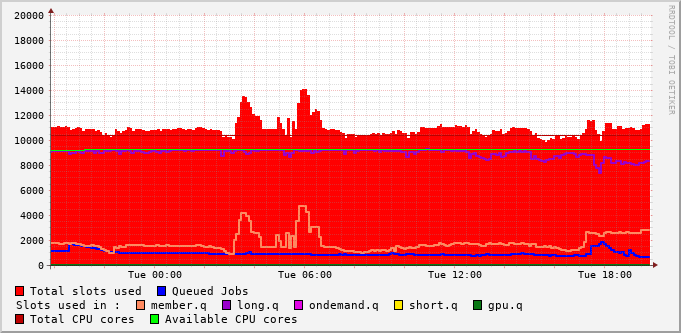 RRDTOOL / TOBI OETIKER
20000
18000
16000
14000
12000
10000
8000
6000
4000
2000
0
Tue 00:00 Tue 06:00 Tue 12:00 Tue 18:00
Total slots used Queued Jobs
Slots used in : member.q long.q ondemand.q short.q gpu.q
Total CPU cores Available CPU cores